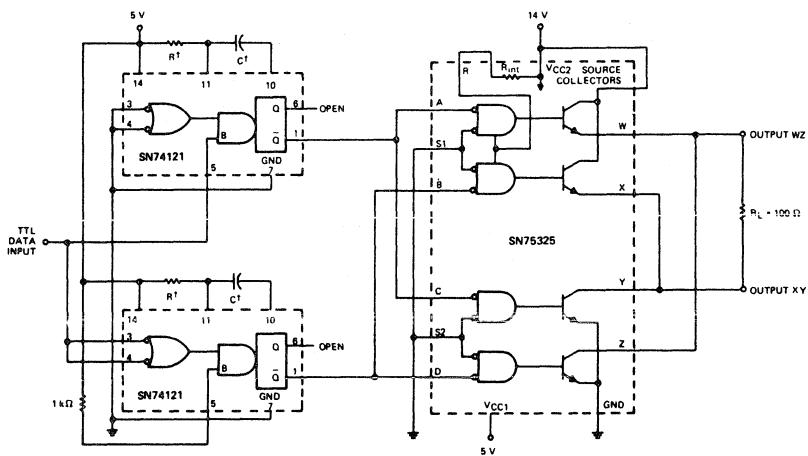 5 V
14 V
R†
C†
14
11
10
R
Rint
VCC2 SOURCE
COLLECTORS
3
4
Q
6
OPEN
A
B
Q̅
1
W
OUTPUT WZ
SN74121
GND
7
S1
5
B
X
TTL
DATA
INPUT
SN75325
RL = 100 Ω
R†
C†
14
11
10
C
Y
OUTPUT XY
3
4
Q
6
OPEN
S2
B
Q̅
1
Z
D
SN74121
GND
7
1 kΩ
5
VCC1
GND
5 V